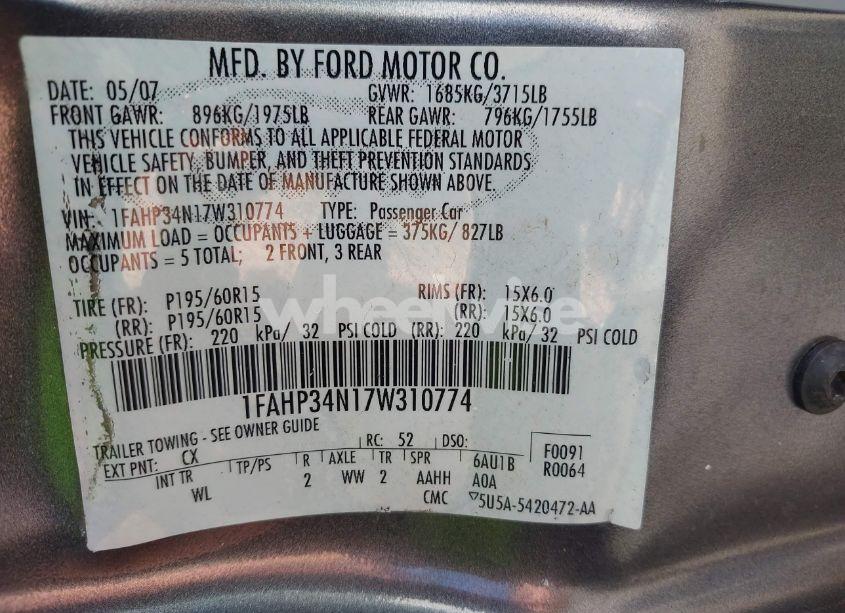 MFD. BY FORD MOTOR CO.
DATE: 05/07 GVWR: 1685KG/3715LB
FRONT GAWR: 896KG/1975LB REAR GAWR: 796KG/1755LB
THIS VEHICLE CONFORMS TO ALL APPLICABLE FEDERAL MOTOR
VEHICLE SAFETY, BUMPER, AND THEFT PREVENTION STANDARDS
IN EFFECT ON THE DATE OF MANUFACTURE SHOWN ABOVE.
VIN: 1FAHP34N17W310774 TYPE: Passenger Car
MAXIMUM LOAD = OCCUPANTS + LUGGAGE = 375KG/ 827LB
OCCUPANTS = 5 TOTAL; 2 FRONT, 3 REAR
wheelwise
TIRE (FR): P195/60R15 RIMS (FR): 15X6.0
(RR): P195/60R15 (RR): 15X6.0
PRESSURE (FR): 220 kPa/ 32 PSI COLD (RR): 220 kPa/ 32 PSI COLD
1FAHP34N17W310774
TRAILER TOWING - SEE OWNER GUIDE RC: 52 DSO:
EXT PNT: CX
INT TR TP/PS R AXLE TR SPR 6AU1B F0091
WL 2 WW 2 AAHH A0A R0064
CMC 5U5A-5420472-AA